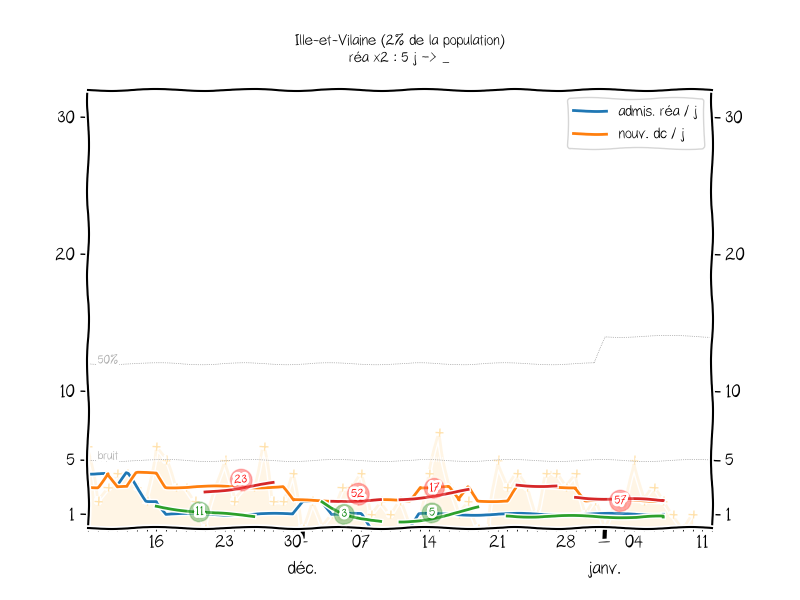 Ille-et-Vilaine (2% de la population)
réa x2 : 5 j -> _
admis. réa / j
nouv. dc / j
30 30
20 20
50%
10 10
bruit
5 5
23
52
17
57
11
3
5
1 1
16 23 30 07 14 21 28 04 11
déc. janv.